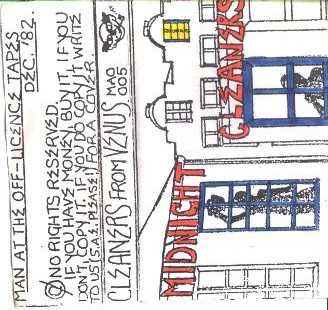 MAN AT THE OFF-LICENCE TAPES
DEC. '82.
NO RIGHTS RESERVED.
IF YOU HAVE MONEY, BUY IT, IF YOU
DON'T, COPY IT. IF YOU DO COPY IT WRITE
TO US (S.A.E. PLEASE) FOR A COVER
CLEANERS FROM VENUS
MAO
005
MIDNIGHT
CLEANERS